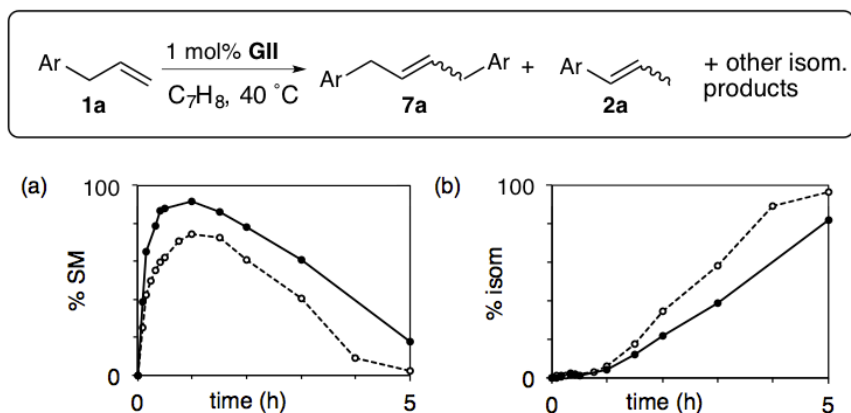 Ar
1a
1 mol% GII
C₇H₈, 40 °C
Ar
Ar
7a
+
Ar
2a
+ other isom.
products
(a)
100
% SM
0
0
time (h)
5
(b)
100
% isom
0
0
time (h)
5